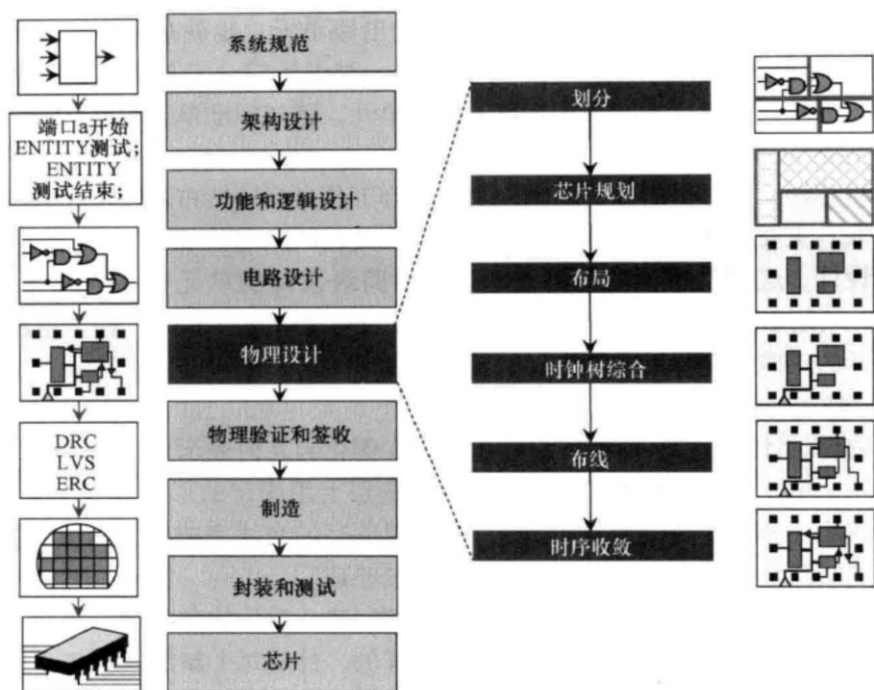 端口a开始
ENTITY测试;
ENTITY
测试结束;
DRC
LVS
ERC
系统规范
架构设计
功能和逻辑设计
电路设计
物理设计
物理验证和签收
制造
封装和测试
芯片
划分
芯片规划
布局
时钟树综合
布线
时序收敛